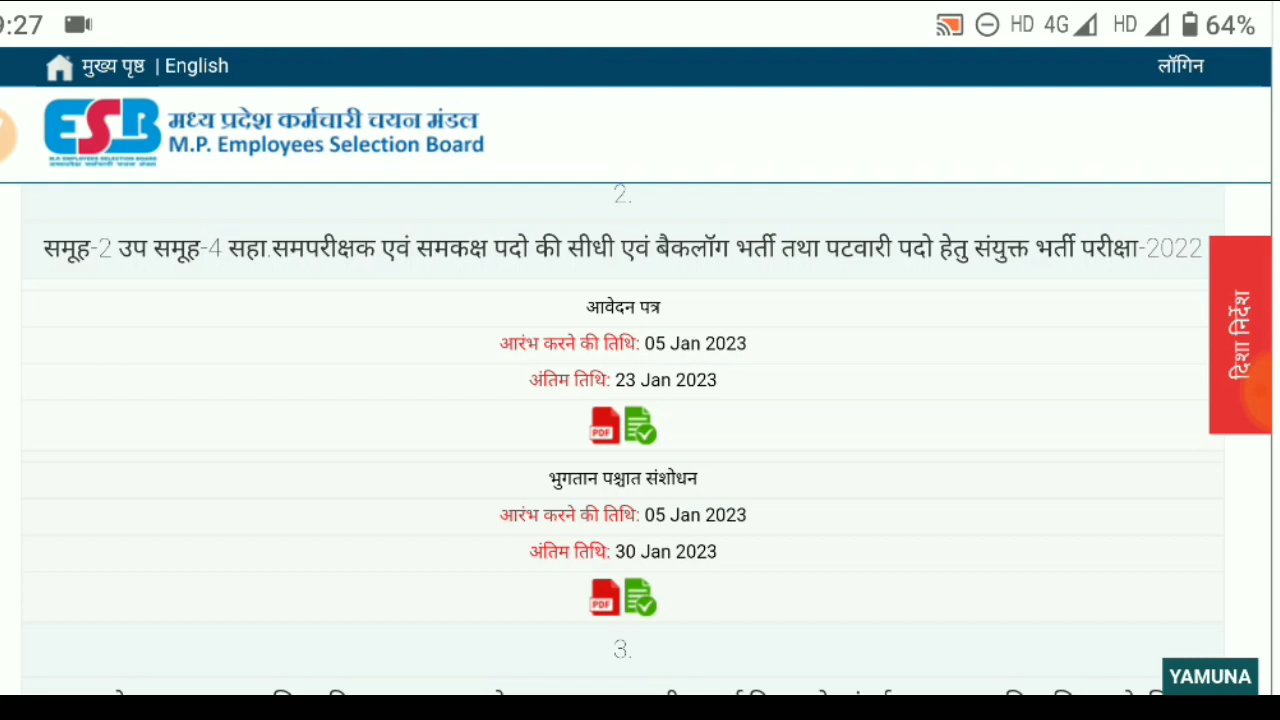 :27
HD 4G HD 64%
मुख्य पृष्ठ | English
लॉगिन
ESB
मध्य प्रदेश कर्मचारी चयन मंडल
M.P. Employees Selection Board
2.
समूह-2 उप समूह-4 सहा.समपरीक्षक एवं समकक्ष पदो की सीधी एवं बैकलॉग भर्ती तथा पटवारी पदो हेतु संयुक्त भर्ती परीक्षा-2022
आवेदन पत्र
आरंभ करने की तिथि: 05 Jan 2023
अंतिम तिथि: 23 Jan 2023
PDF
दिशा निर्देश
भुगतान पश्चात संशोधन
आरंभ करने की तिथि: 05 Jan 2023
अंतिम तिथि: 30 Jan 2023
PDF
3.
YAMUNA